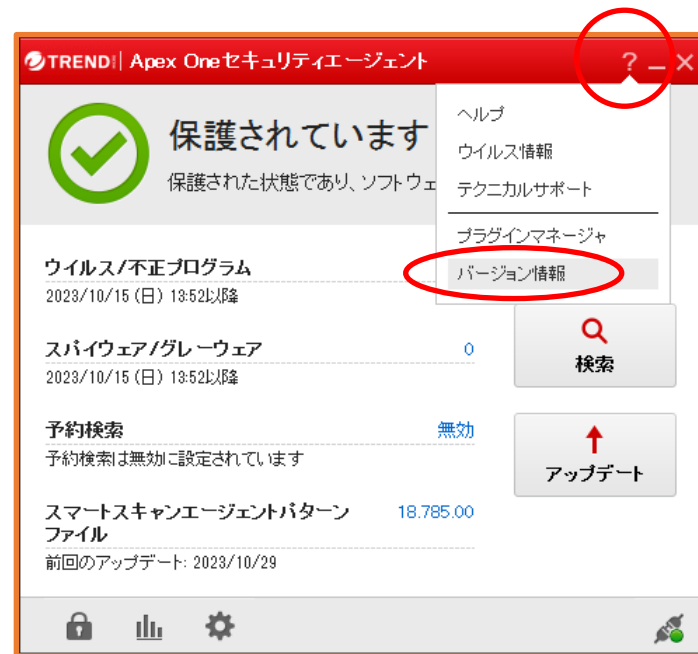 TREND | Apex Oneセキュリティエージェント ? _ ×
ヘルプ
ウイルス情報
テクニカルサポート
プラグインマネージャ
バージョン情報
保護されています
保護された状態であり、ソフトウェ
ウイルス/不正プログラム
2023/10/15 (日) 13:52以降
スパイウェア/グレーウェア 0
2023/10/15 (日) 13:52以降
予約検索 無効
予約検索は無効に設定されています
スマートスキャンエージェントパターン 18.785.00
ファイル
前回のアップデート: 2023/10/29
検索
アップデート